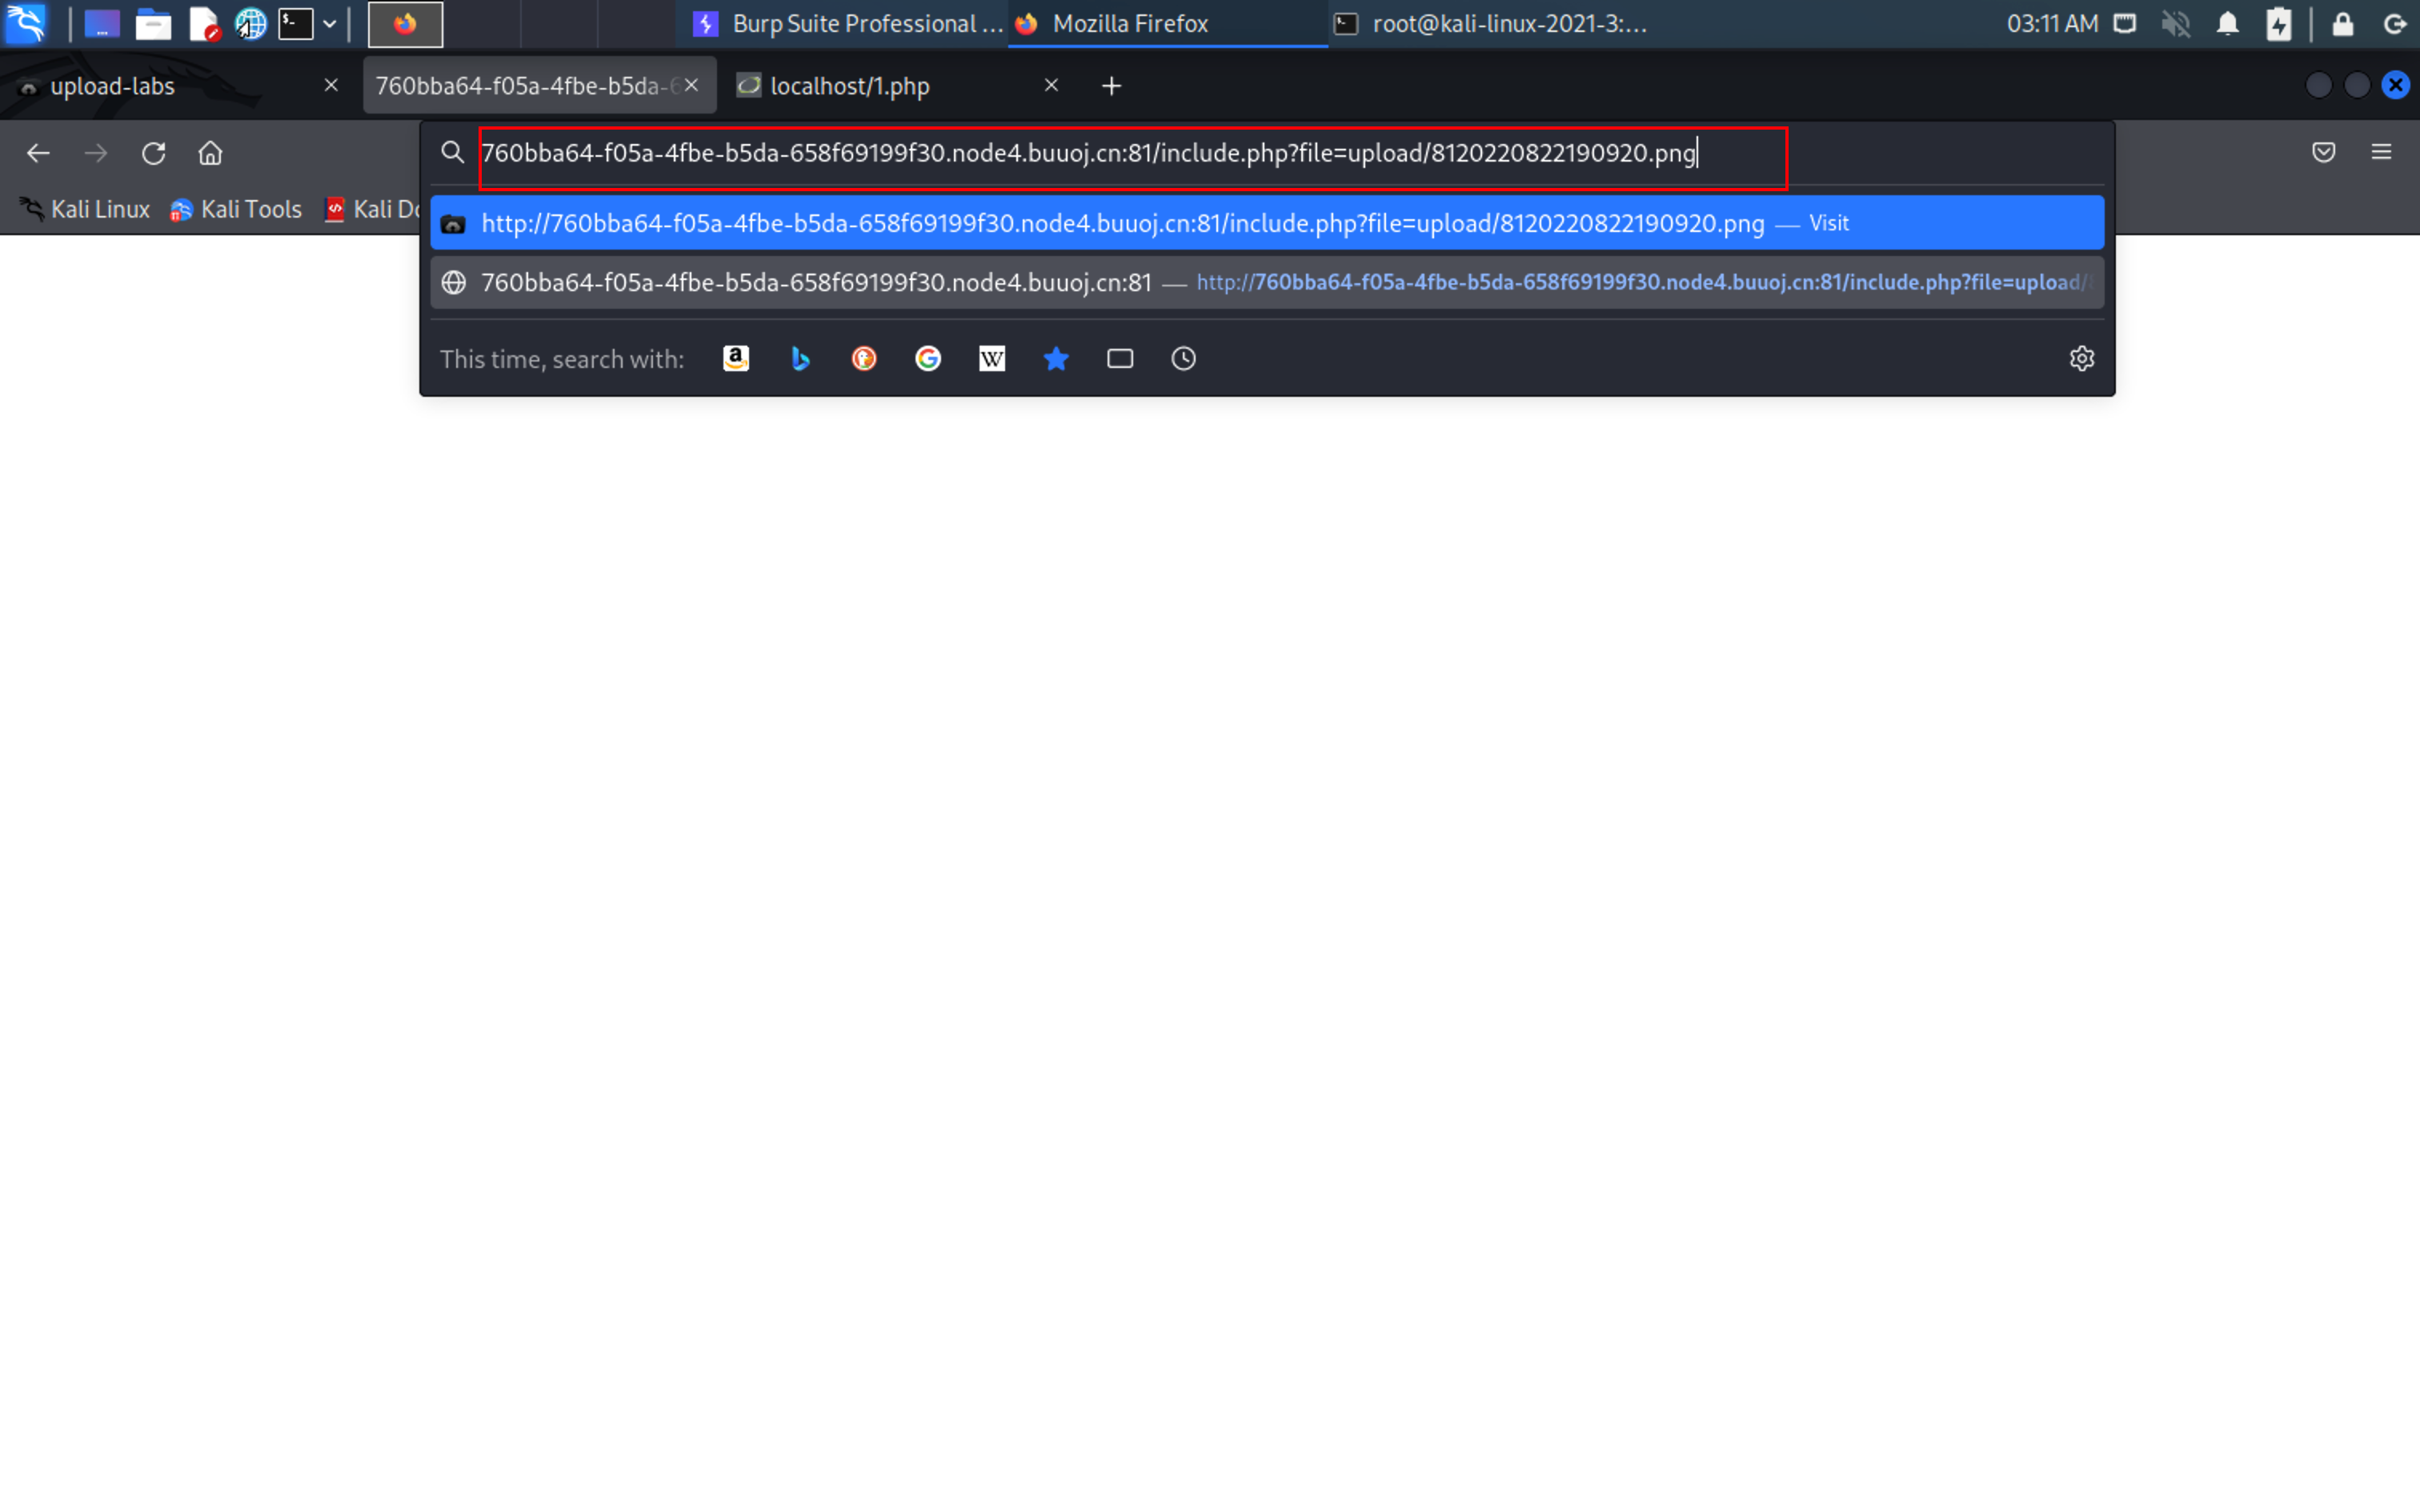 Burp Suite Professional ... Mozilla Firefox root@kali-linux-2021-3:... 03:11 AM
upload-labs 760bba64-f05a-4fbe-b5da-6 localhost/1.php
760bba64-f05a-4fbe-b5da-658f69199f30.node4.buuoj.cn:81/include.php?file=upload/8120220822190920.png
Kali Linux Kali Tools Kali Do
http://760bba64-f05a-4fbe-b5da-658f69199f30.node4.buuoj.cn:81/include.php?file=upload/8120220822190920.png — Visit
760bba64-f05a-4fbe-b5da-658f69199f30.node4.buuoj.cn:81 — http://760bba64-f05a-4fbe-b5da-658f69199f30.node4.buuoj.cn:81/include.php?file=upload/
This time, search with: